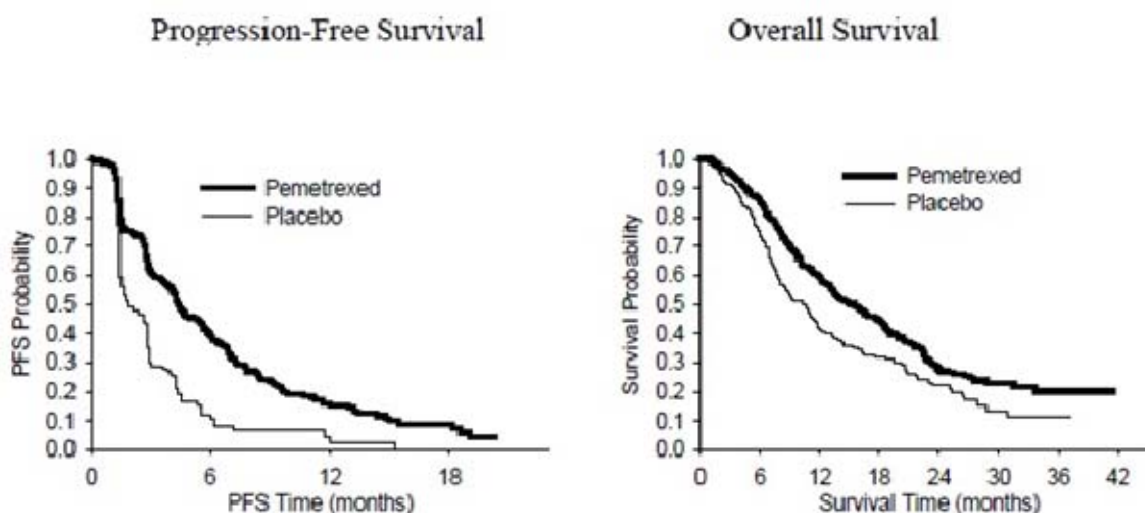 Progression-Free Survival
Overall Survival
1.0
0.9
0.8
0.7
0.6
0.5
0.4
0.3
0.2
0.1
0.0
PFS Probability
Pemetrexed
Placebo
0 6 12 18
PFS Time (months)
1.0
0.9
0.8
0.7
0.6
0.5
0.4
0.3
0.2
0.1
0.0
Survival Probability
Pemetrexed
Placebo
0 6 12 18 24 30 36 42
Survival Time (months)